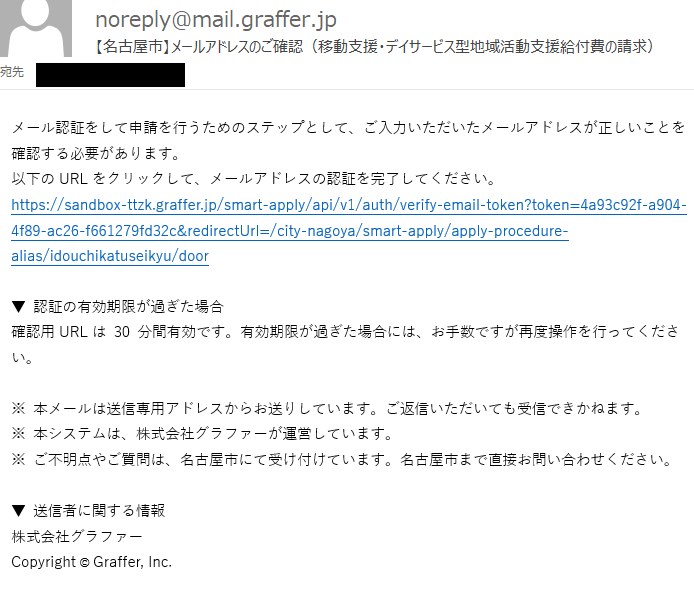 noreply@mail.graffer.jp
【名古屋市】メールアドレスのご確認（移動支援・デイサービス型地域活動支援給付費の請求）
宛先
メール認証をして申請を行うためのステップとして、ご入力いただいたメールアドレスが正しいことを
確認する必要があります。
以下の URL をクリックして、メールアドレスの認証を完了してください。
https://sandbox-ttzk.graffer.jp/smart-apply/api/v1/auth/verify-email-token?token=4a93c92f-a904-
4f89-ac26-f661279fd32c&redirectUrl=/city-nagoya/smart-apply/apply-procedure-
alias/idouchikatuseikyu/door
▼ 認証の有効期限が過ぎた場合
確認用 URL は 30 分間有効です。有効期限が過ぎた場合には、お手数ですが再度操作を行ってくださ
い。
※ 本メールは送信専用アドレスからお送りしています。ご返信いただいても受信できかねます。
※ 本システムは、株式会社グラファーが運営しています。
※ ご不明点やご質問は、名古屋市にて受け付けています。名古屋市まで直接お問い合わせください。
▼ 送信者に関する情報
株式会社グラファー
Copyright © Graffer, Inc.